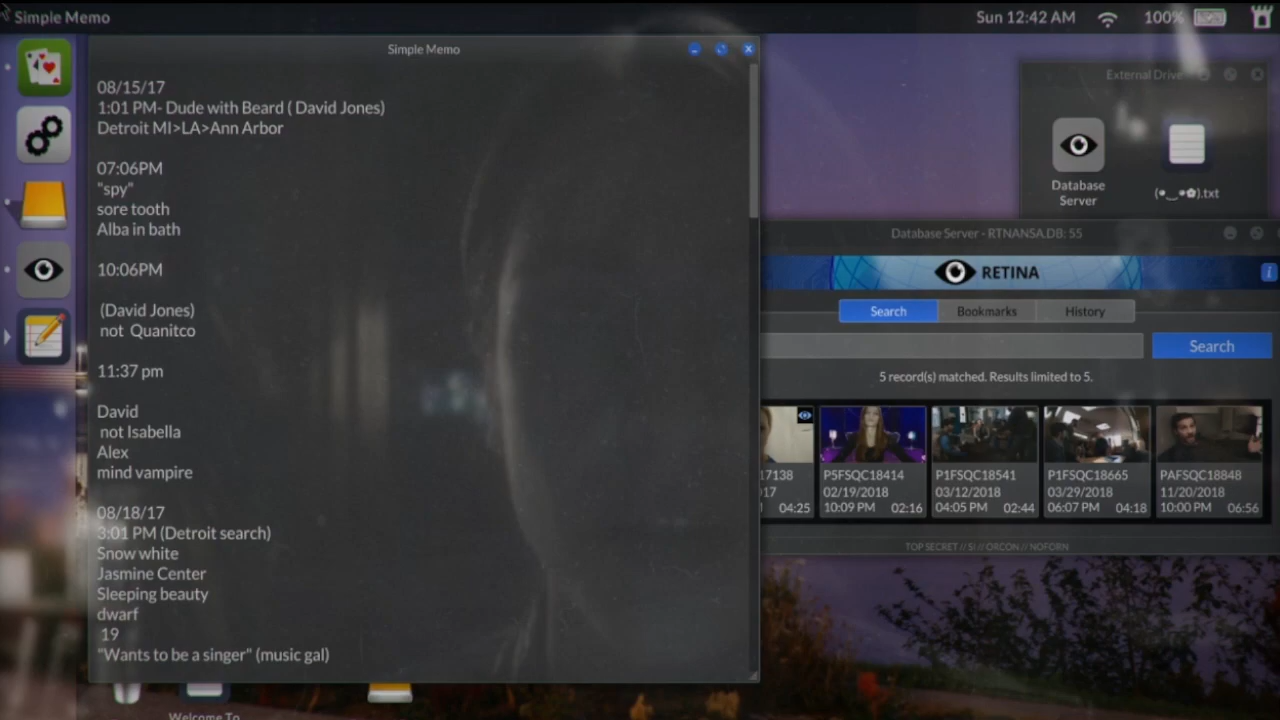 Simple Memo
Sun 12:42 AM
100%
Simple Memo
08/15/17
1:01 PM- Dude with Beard ( David Jones)
Detroit MI>LA>Ann Arbor
07:06PM
"spy"
sore tooth
Alba in bath
10:06PM
(David Jones)
not Quanitco
11:37 pm
David
not Isabella
Alex
mind vampire
08/18/17
3:01 PM (Detroit search)
Snow white
Jasmine Center
Sleeping beauty
dwarf
19
"Wants to be a singer" (music gal)
External Drive
Database
Server
(•‿•✿).txt
Database Server - RTNANSA.DB: 55
RETINA
i
Search
Bookmarks
History
Search
5 record(s) matched. Results limited to 5.
17138
17
04:25
P5FSQC18414
02/19/2018
10:09 PM 02:16
P1FSQC18541
03/12/2018
04:05 PM 02:44
P1FSQC18665
03/29/2018
06:07 PM 04:18
PAFSQC18848
11/20/2018
10:00 PM 06:56
TOP SECRET // SI // ORCON // NOFORN
Welcome To